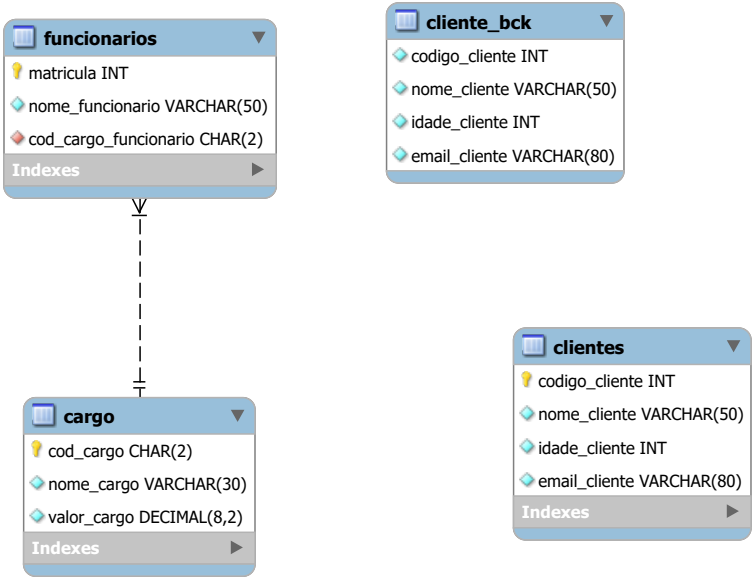 funcionarios
matricula INT
nome_funcionario VARCHAR(50)
cod_cargo_funcionario CHAR(2)
Indexes
cliente_bck
codigo_cliente INT
nome_cliente VARCHAR(50)
idade_cliente INT
email_cliente VARCHAR(80)
cargo
cod_cargo CHAR(2)
nome_cargo VARCHAR(30)
valor_cargo DECIMAL(8,2)
Indexes
clientes
codigo_cliente INT
nome_cliente VARCHAR(50)
idade_cliente INT
email_cliente VARCHAR(80)
Indexes